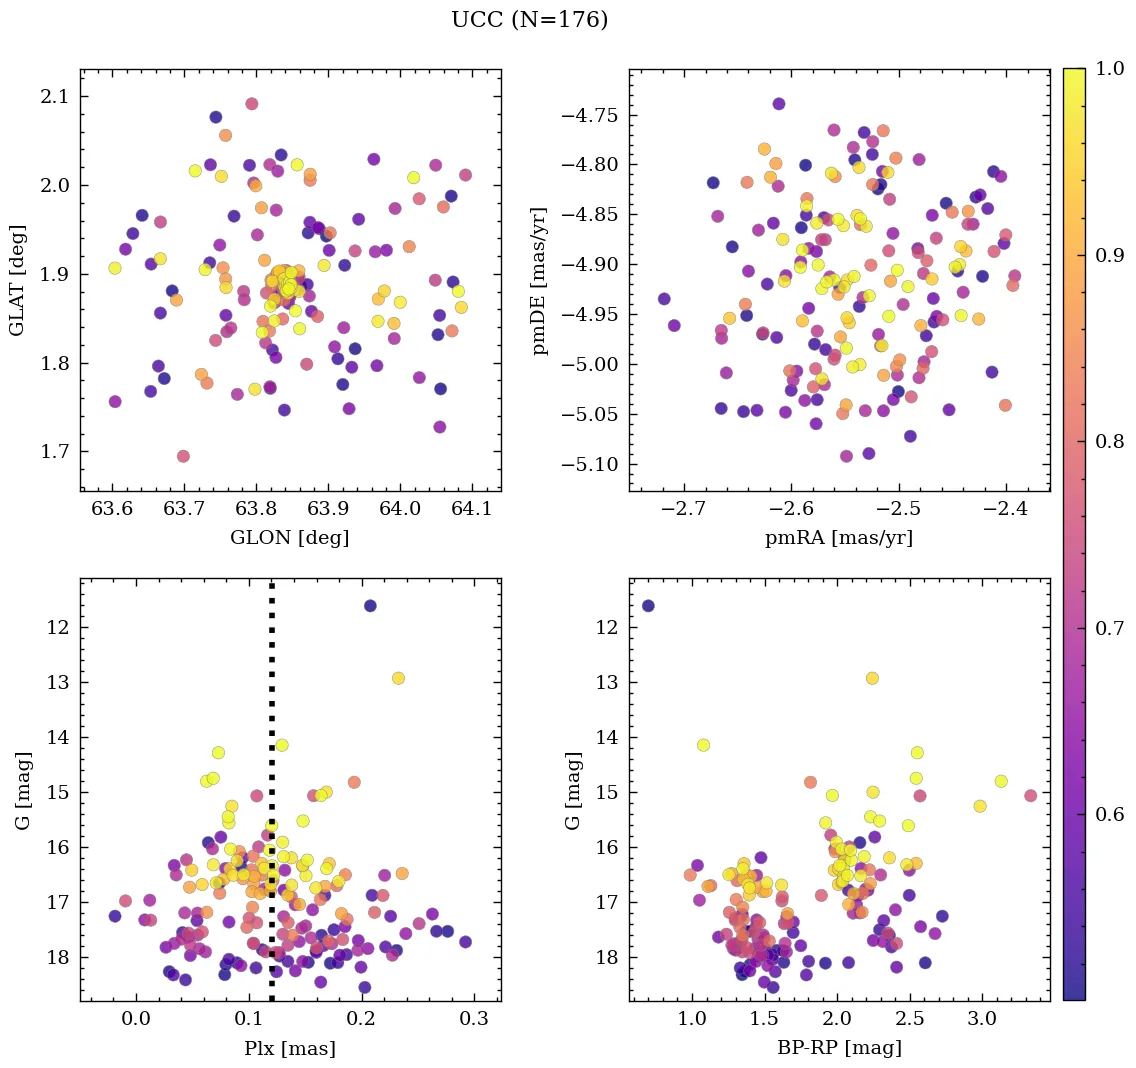 UCC (N=176)
2.1
2.0
1.9
1.8
1.7
GLAT [deg]
63.6 63.7 63.8 63.9 64.0 64.1
GLON [deg]
−4.75
−4.80
−4.85
−4.90
−4.95
−5.00
−5.05
−5.10
pmDE [mas/yr]
−2.7 −2.6 −2.5 −2.4
pmRA [mas/yr]
12
13
14
15
16
17
18
G [mag]
0.0 0.1 0.2 0.3
Plx [mas]
12
13
14
15
16
17
18
G [mag]
1.0 1.5 2.0 2.5 3.0
BP-RP [mag]
1.0
0.9
0.8
0.7
0.6